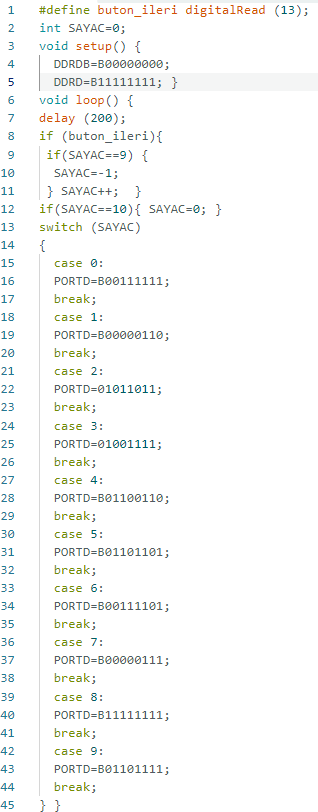 1 #define buton_ileri digitalRead (13);
2 int SAYAC=0;
3 void setup() {
4 DDRDB=B00000000;
5 DDRD=B11111111; }
6 void loop() {
7 delay (200);
8 if (buton_ileri){
9 if(SAYAC==9) {
10 SAYAC=-1;
11 } SAYAC++; }
12 if(SAYAC==10){ SAYAC=0; }
13 switch (SAYAC)
14 {
15 case 0:
16 PORTD=B00111111;
17 break;
18 case 1:
19 PORTD=B00000110;
20 break;
21 case 2:
22 PORTD=01011011;
23 break;
24 case 3:
25 PORTD=01001111;
26 break;
27 case 4:
28 PORTD=B01100110;
29 break;
30 case 5:
31 PORTD=B01101101;
32 break;
33 case 6:
34 PORTD=B00111101;
35 break;
36 case 7:
37 PORTD=B00000111;
38 break;
39 case 8:
40 PORTD=B11111111;
41 break;
42 case 9:
43 PORTD=B01101111;
44 break;
45 } }